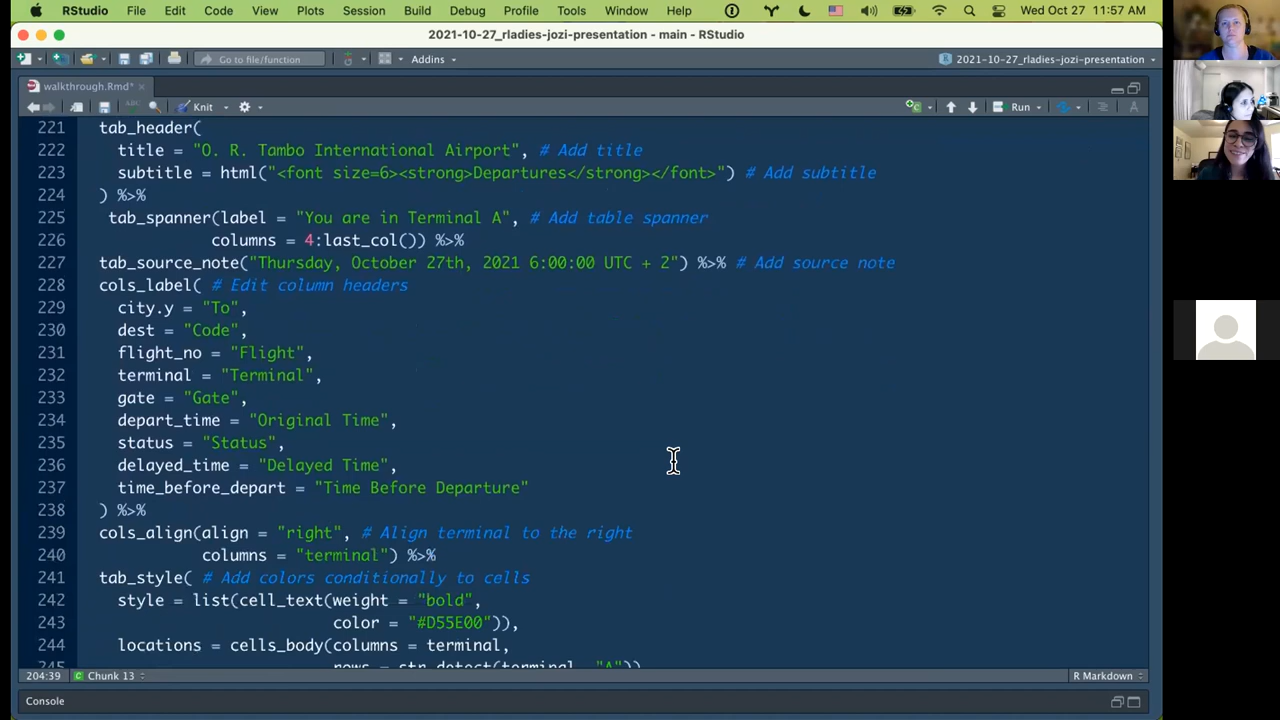 RStudio File Edit Code View Plots Session Build Debug Profile Tools Window Help Wed Oct 27 11:57 AM
2021-10-27_rladies-jozi-presentation - main - RStudio
Go to file/function Addins 2021-10-27_rladies-jozi-presentation
walkthrough.Rmd*
ABC Knit Run
221 tab_header(
222 title = "O. R. Tambo International Airport", # Add title
223 subtitle = html("<font size=6><strong>Departures</strong></font>") # Add subtitle
224 ) %>%
225 tab_spanner(label = "You are in Terminal A", # Add table spanner
226 columns = 4:last_col()) %>%
227 tab_source_note("Thursday, October 27th, 2021 6:00:00 UTC + 2") %>% # Add source note
228 cols_label( # Edit column headers
229 city.y = "To",
230 dest = "Code",
231 flight_no = "Flight",
232 terminal = "Terminal",
233 gate = "Gate",
234 depart_time = "Original Time",
235 status = "Status",
236 delayed_time = "Delayed Time",
237 time_before_depart = "Time Before Departure"
238 ) %>%
239 cols_align(align = "right", # Align terminal to the right
240 columns = "terminal") %>%
241 tab_style( # Add colors conditionally to cells
242 style = list(cell_text(weight = "bold",
243 color = "#D55E00")),
244 locations = cells_body(columns = terminal,
245 rows = str_detect(terminal, "A"))
204:39 Chunk 13 R Markdown
Console